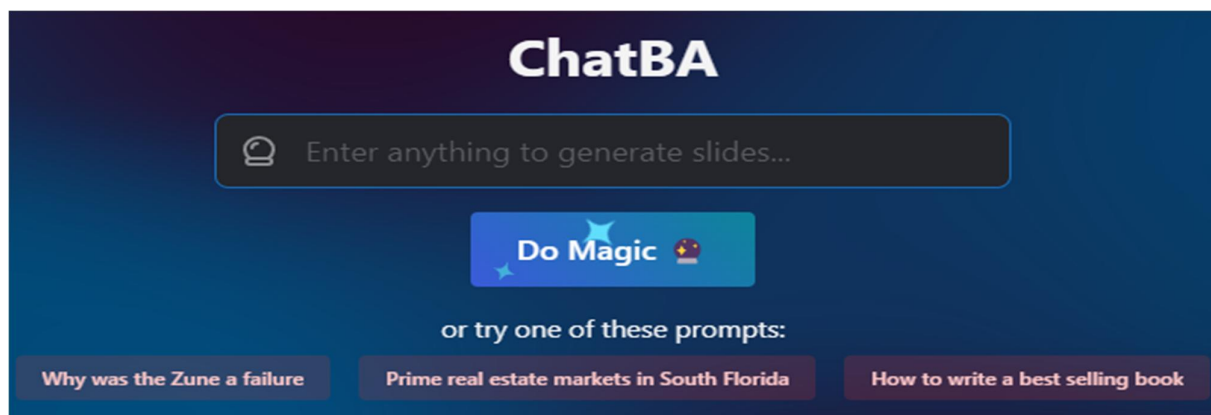 ChatBA
Enter anything to generate slides...
Do Magic
or try one of these prompts:
Why was the Zune a failure
Prime real estate markets in South Florida
How to write a best selling book